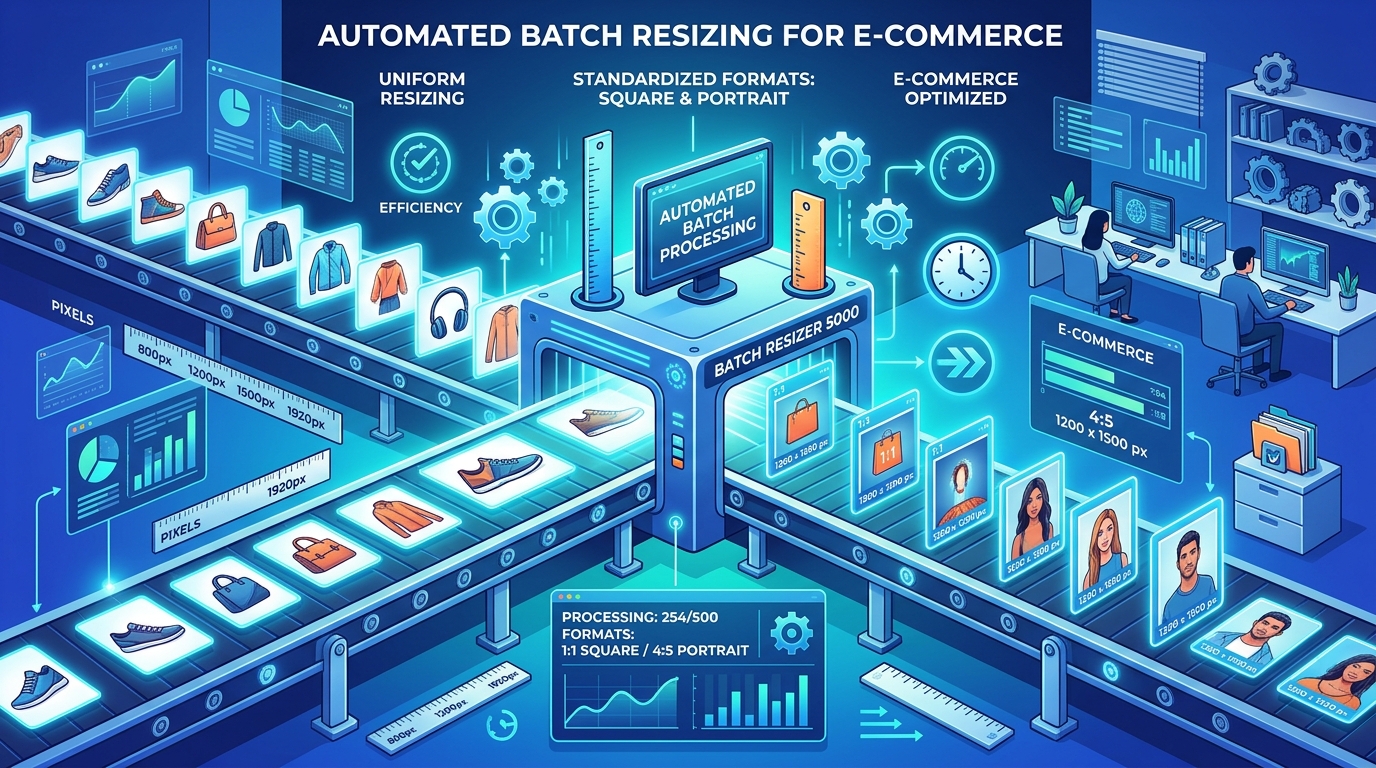 AUTOMATED BATCH RESIZING FOR E-COMMERCE
UNIFORM
RESIZING
STANDARDIZED FORMATS:
SQUARE & PORTRAIT
E-COMMERCE
OPTIMIZED
EFFICIENCY
AUTOMATED
BATCH
PROCESSING
BATCH RESIZER 5000
PIXELS
800px
1200px
1500px
1920px
1920px
PIXELS
E-COMMERCE
4:5
1200 x 1500 px
1:1
PROCESSING: 254/500
FORMATS:
1:1 SQUARE / 4:5 PORTRAIT